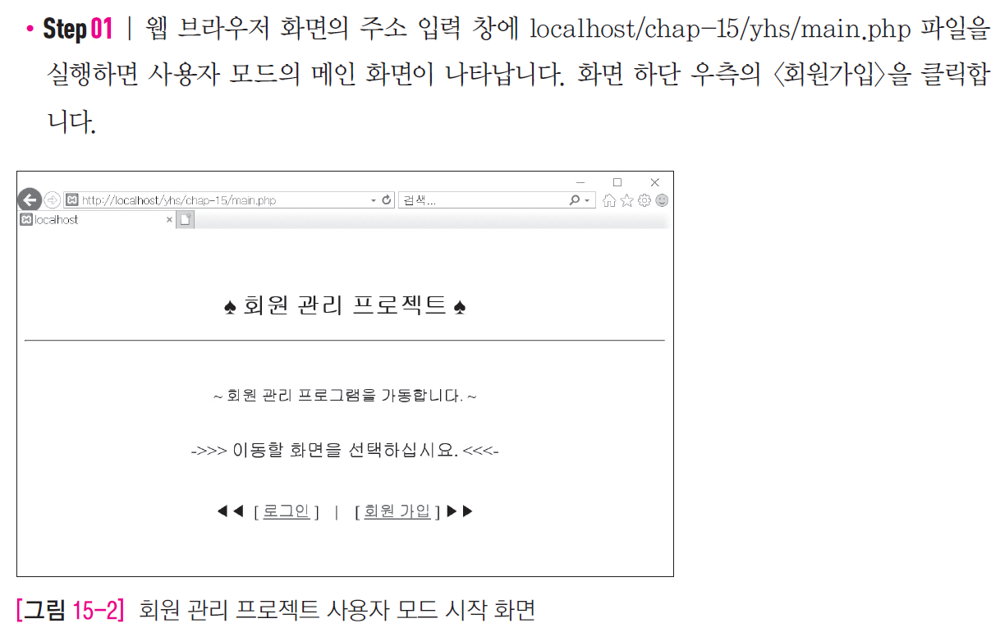 • Step 01 | 웹 브라우저 화면의 주소 입력 창에 localhost/chap-15/yhs/main.php 파일을
실행하면 사용자 모드의 메인 화면이 나타납니다. 화면 하단 우측의 〈회원가입〉을 클릭합
니다.
http://localhost/yhs/chap-15/main.php 검색...
localhost
♠ 회원 관리 프로젝트 ♠
~ 회원 관리 프로그램을 가동합니다. ~
->>> 이동할 화면을 선택하십시요. <<<-
◀◀ [ 로그인 ] | [ 회원 가입 ] ▶▶
[그림 15-2] 회원 관리 프로젝트 사용자 모드 시작 화면